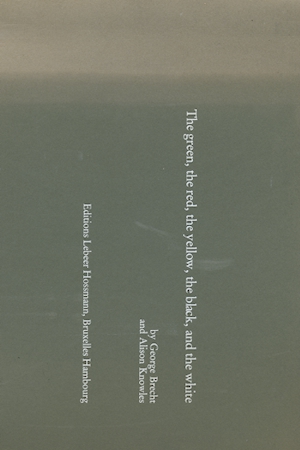 The green, the red, the yellow, the black, and the white
by George Brecht
and Alison Knowles
Editions Lebeer Hossmann, Bruxelles Hambourg